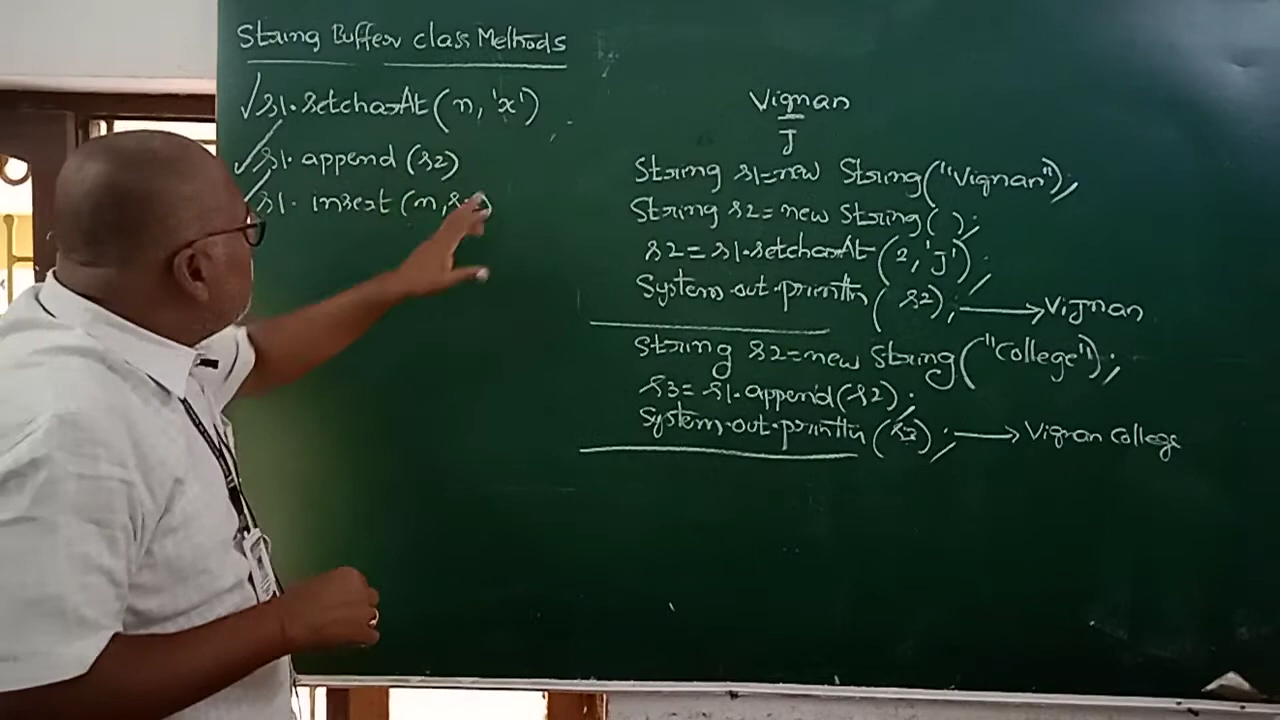 String Buffer class Methods
✓s1.setcharAt(n,'x')
✓s1.append(s2)
✓s1.insert(n,s2)
Vignan
J
String s1=new String("Vignan");
String s2=new String( );
s2=s1.setcharAt(2,'J');
System.out.println(s2); → ViJnan
String s2=new String("College");
s3=s1.append(s2);
System.out.println(s3); → Vignan College